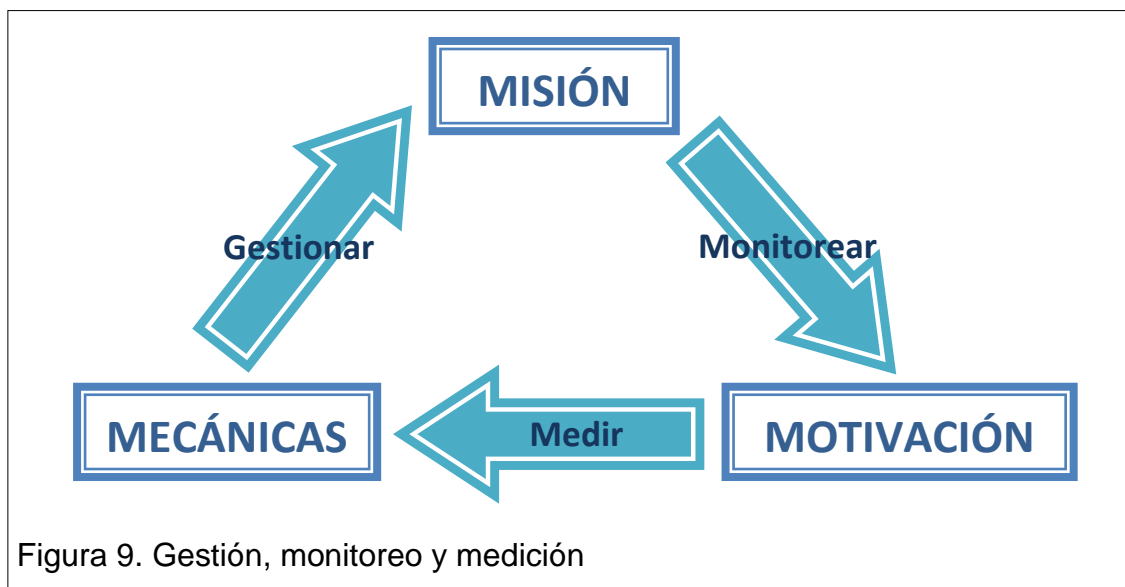 MISIÓN
Gestionar
Monitorear
MECÁNICAS
Medir
MOTIVACIÓN
Figura 9. Gestión, monitoreo y medición